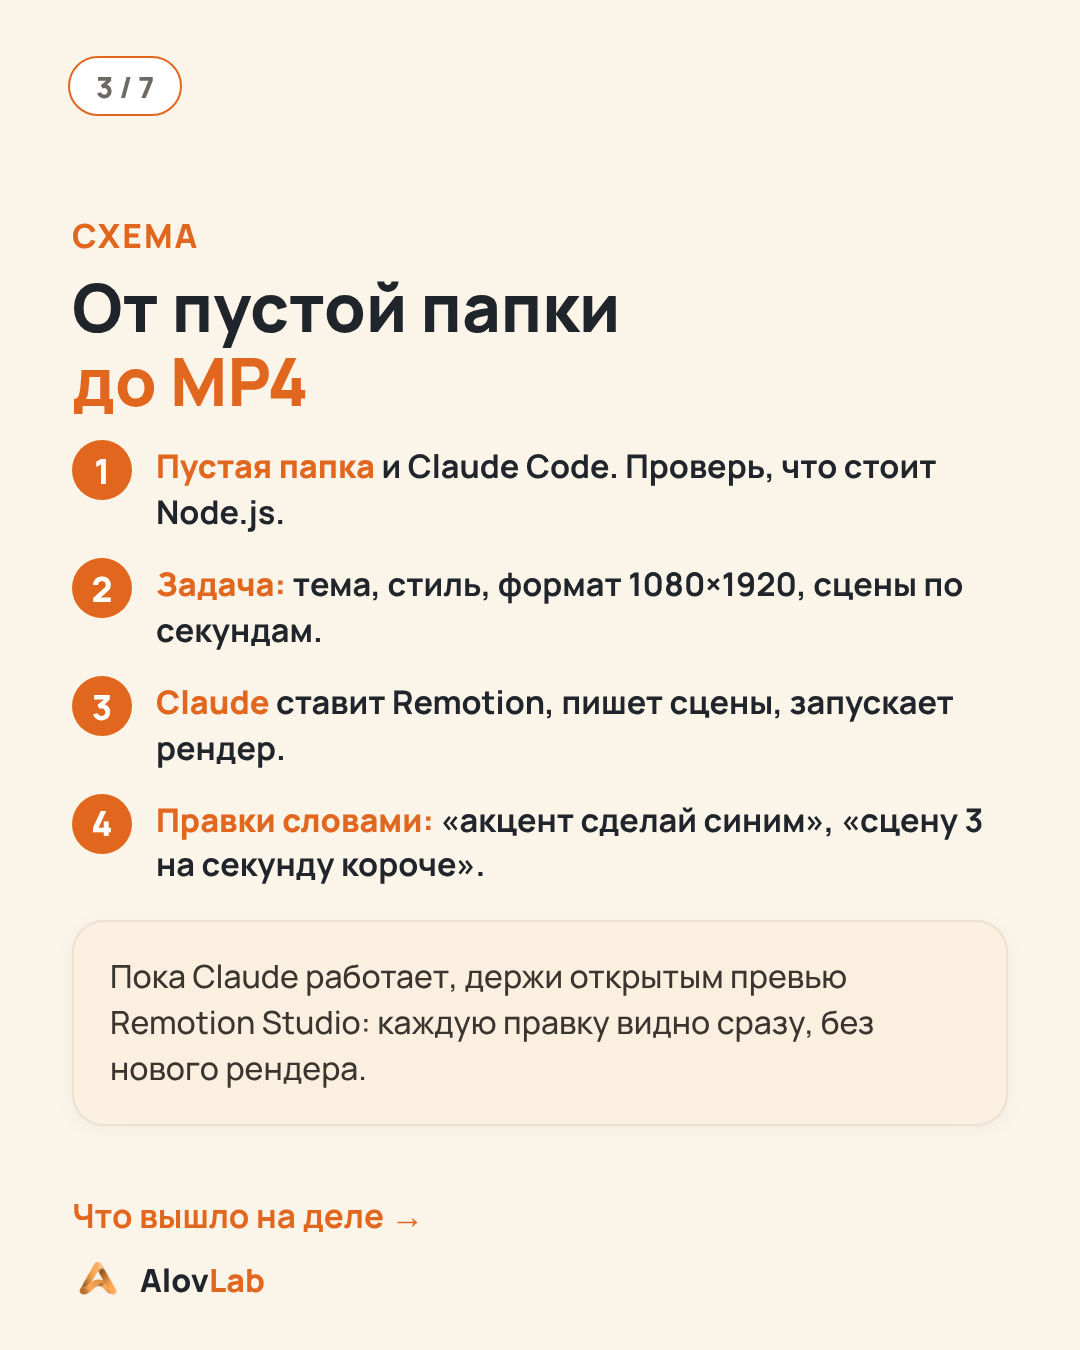 3 / 7
СХЕМА
От пустой папки
до MP4
1 Пустая папка и Claude Code. Проверь, что стоит
Node.js.
2 Задача: тема, стиль, формат 1080×1920, сцены по
секундам.
3 Claude ставит Remotion, пишет сцены, запускает
рендер.
4 Правки словами: «акцент сделай синим», «сцену 3
на секунду короче».
Пока Claude работает, держи открытым превью
Remotion Studio: каждую правку видно сразу, без
нового рендера.
Что вышло на деле →
AlovLab